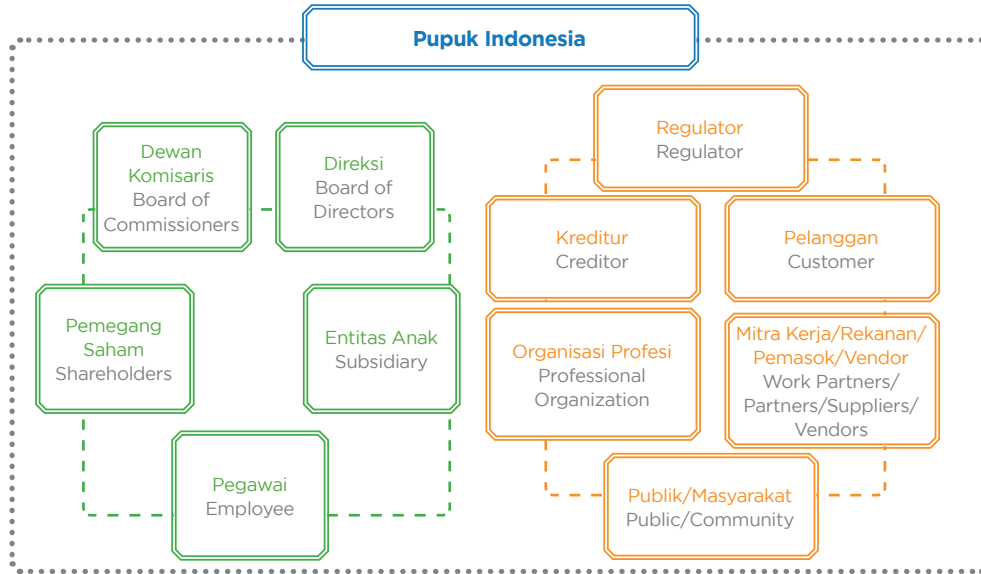 Pupuk Indonesia
Dewan
Komisaris
Board of
Commissioners
Direksi
Board of
Directors
Pemegang
Saham
Shareholders
Entitas Anak
Subsidiary
Pegawai
Employee
Regulator
Regulator
Kreditur
Creditor
Pelanggan
Customer
Organisasi Profesi
Professional
Organization
Mitra Kerja/Rekanan/
Pemasok/Vendor
Work Partners/
Partners/Suppliers/
Vendors
Publik/Masyarakat
Public/Community